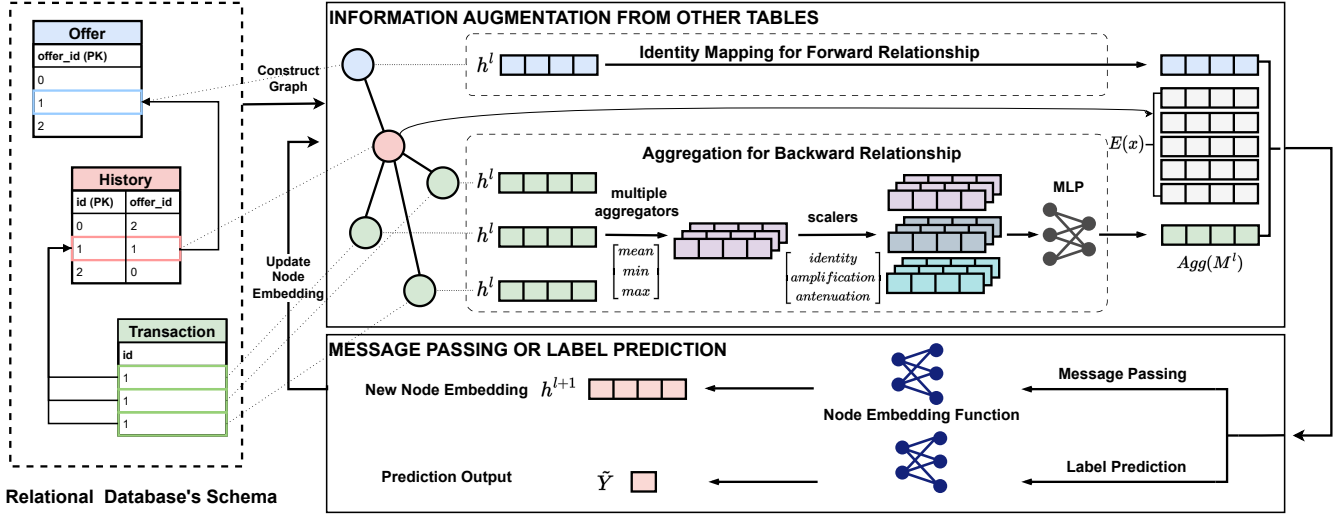 INFORMATION AUGMENTATION FROM OTHER TABLES
Offer
offer_id (PK)
0
1
2
History
id (PK) offer_id
0 2
1 1
2 0
Transaction
id
1
1
1
Relational Database's Schema
Construct
Graph
Update
Node
Embedding
h^l
Identity Mapping for Forward Relationship
E(x)
Aggregation for Backward Relationship
h^l
h^l
h^l
multiple
aggregators
mean
min
max
scalers
identity
amplification
antenuation
MLP
Agg(M^l)
MESSAGE PASSING OR LABEL PREDICTION
New Node Embedding h^{l+1}
Node Embedding Function
Message Passing
Prediction Output Ỹ
Label Prediction